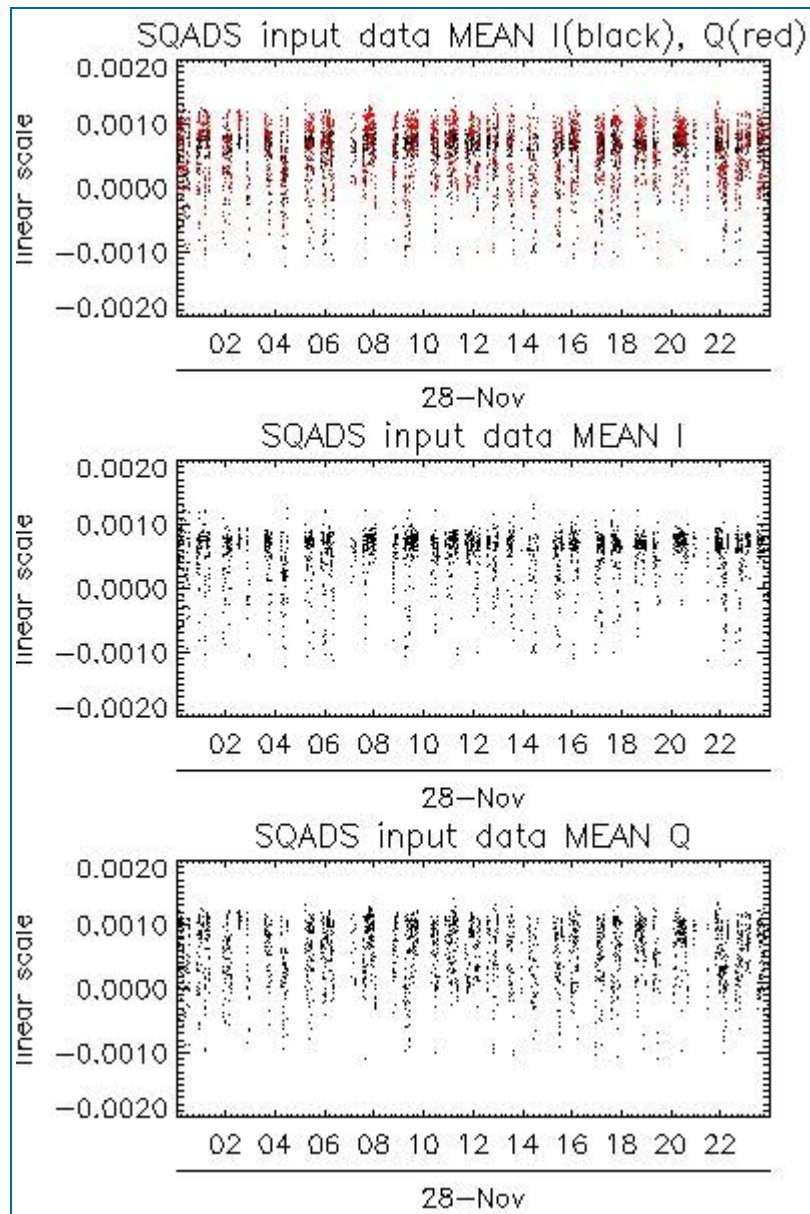 SQADS input data MEAN I(black), Q(red)
0.0020
0.0010
0.0000
−0.0010
−0.0020
linear scale
02 04 06 08 10 12 14 16 18 20 22
28−Nov
SQADS input data MEAN I
0.0020
0.0010
0.0000
−0.0010
−0.0020
linear scale
02 04 06 08 10 12 14 16 18 20 22
28−Nov
SQADS input data MEAN Q
0.0020
0.0010
0.0000
−0.0010
−0.0020
linear scale
02 04 06 08 10 12 14 16 18 20 22
28−Nov